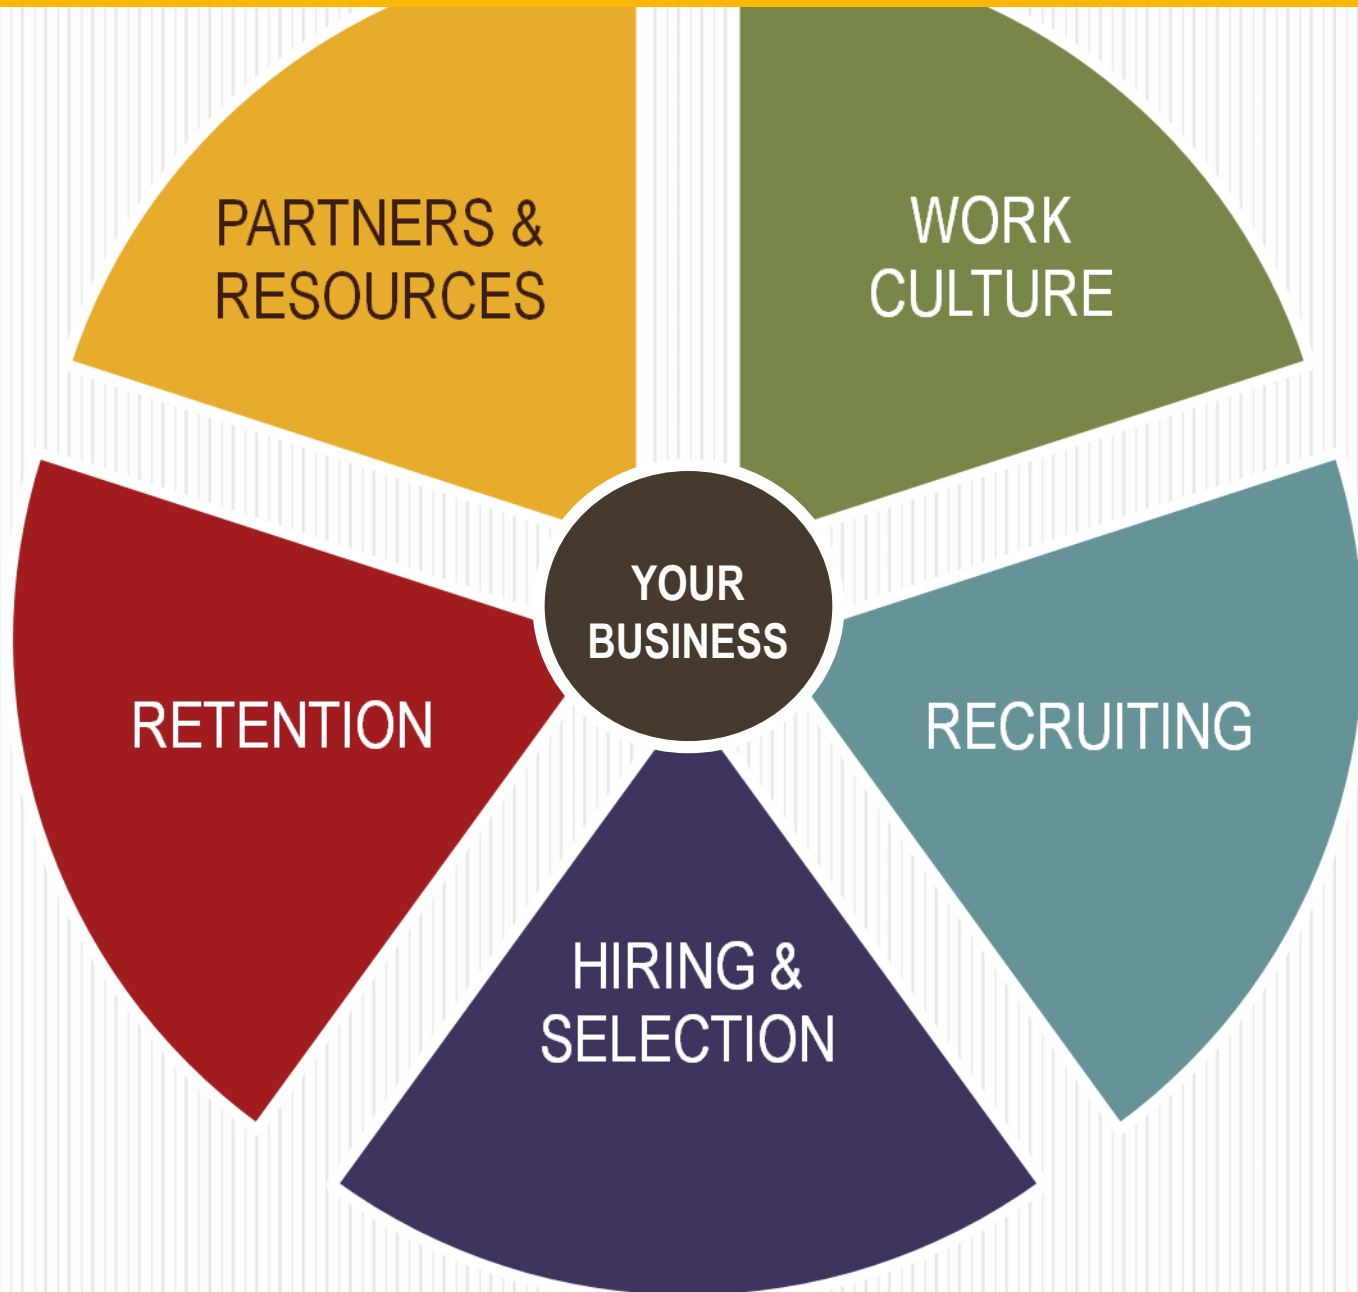 PARTNERS &
RESOURCES
WORK
CULTURE
YOUR
BUSINESS
RETENTION
RECRUITING
HIRING &
SELECTION